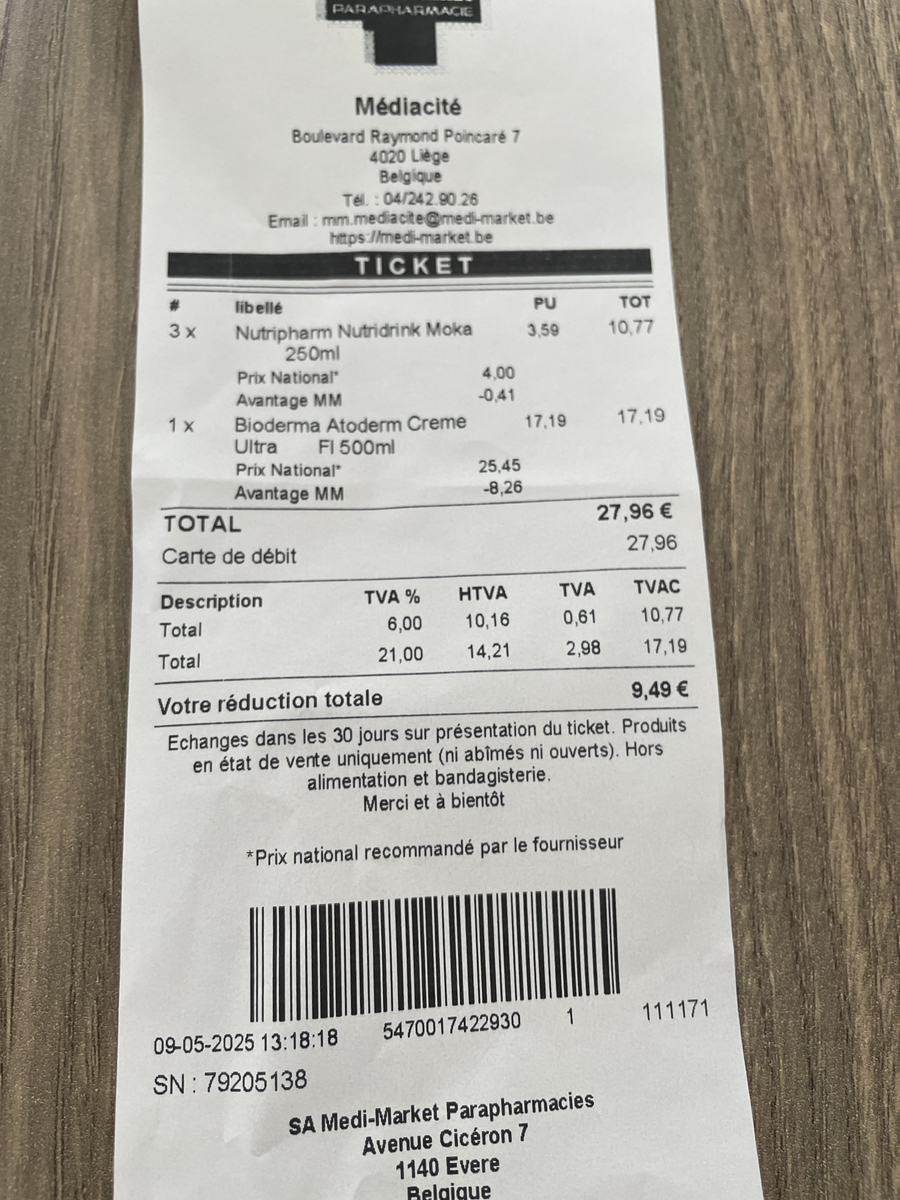 PARAPHARMACIE
Médiacité
Boulevard Raymond Poincaré 7
4020 Liège
Belgique
Tél. : 04/242.90.26
Email : mm.mediacite@medi-market.be
https://medi-market.be
TICKET
# libellé PU TOT
3 x Nutripharm Nutridrink Moka 3,59 10,77
250ml
Prix National* 4,00
Avantage MM -0,41
1 x Bioderma Atoderm Creme 17,19 17,19
Ultra Fl 500ml
Prix National* 25,45
Avantage MM -8,26
TOTAL 27,96 €
Carte de débit 27,96
Description TVA % HTVA TVA TVAC
Total 6,00 10,16 0,61 10,77
Total 21,00 14,21 2,98 17,19
Votre réduction totale 9,49 €
Echanges dans les 30 jours sur présentation du ticket. Produits
en état de vente uniquement (ni abîmés ni ouverts). Hors
alimentation et bandagisterie.
Merci et à bientôt
*Prix national recommandé par le fournisseur
09-05-2025 13:18:18 5470017422930 1 111171
SN : 79205138
SA Medi-Market Parapharmacies
Avenue Cicéron 7
1140 Evere
Belgique